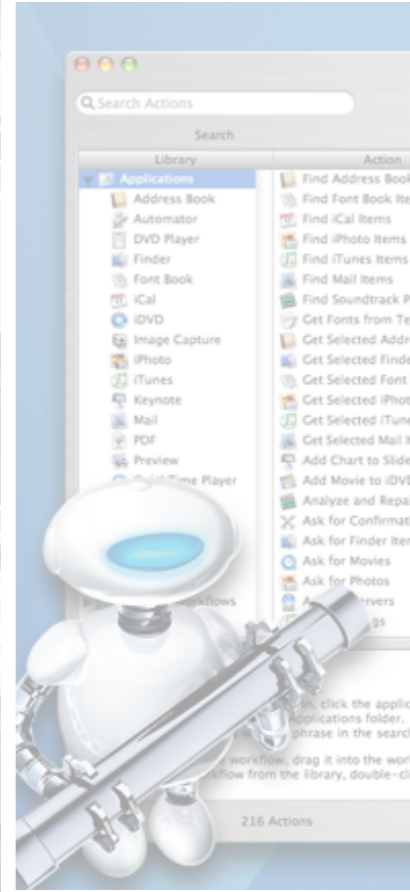 Search Actions
Search
Library
Applications
Address Book
Automator
DVD Player
Finder
Font Book
iCal
iDVD
Image Capture
iPhoto
iTunes
Keynote
Mail
PDF
Preview
QuickTime Player
Workflows
Action
Find Address Book
Find Font Book Ite
Find iCal Items
Find iPhoto Items
Find iTunes Items
Find Mail Items
Find Soundtrack P
Get Fonts from Te
Get Selected Addr
Get Selected Finde
Get Selected Font
Get Selected iPhot
Get Selected iTune
Get Selected Mail I
Add Chart to Slide
Add Movie to iDVD
Analyze and Repai
Ask for Confirmat
Ask for Finder Iter
Ask for Movies
Ask for Photos
ervers
gs
click the applic
pplications folder.
phrase in the search
workflow, drag it into the wor
kflow from the library, double-cli
216 Actions